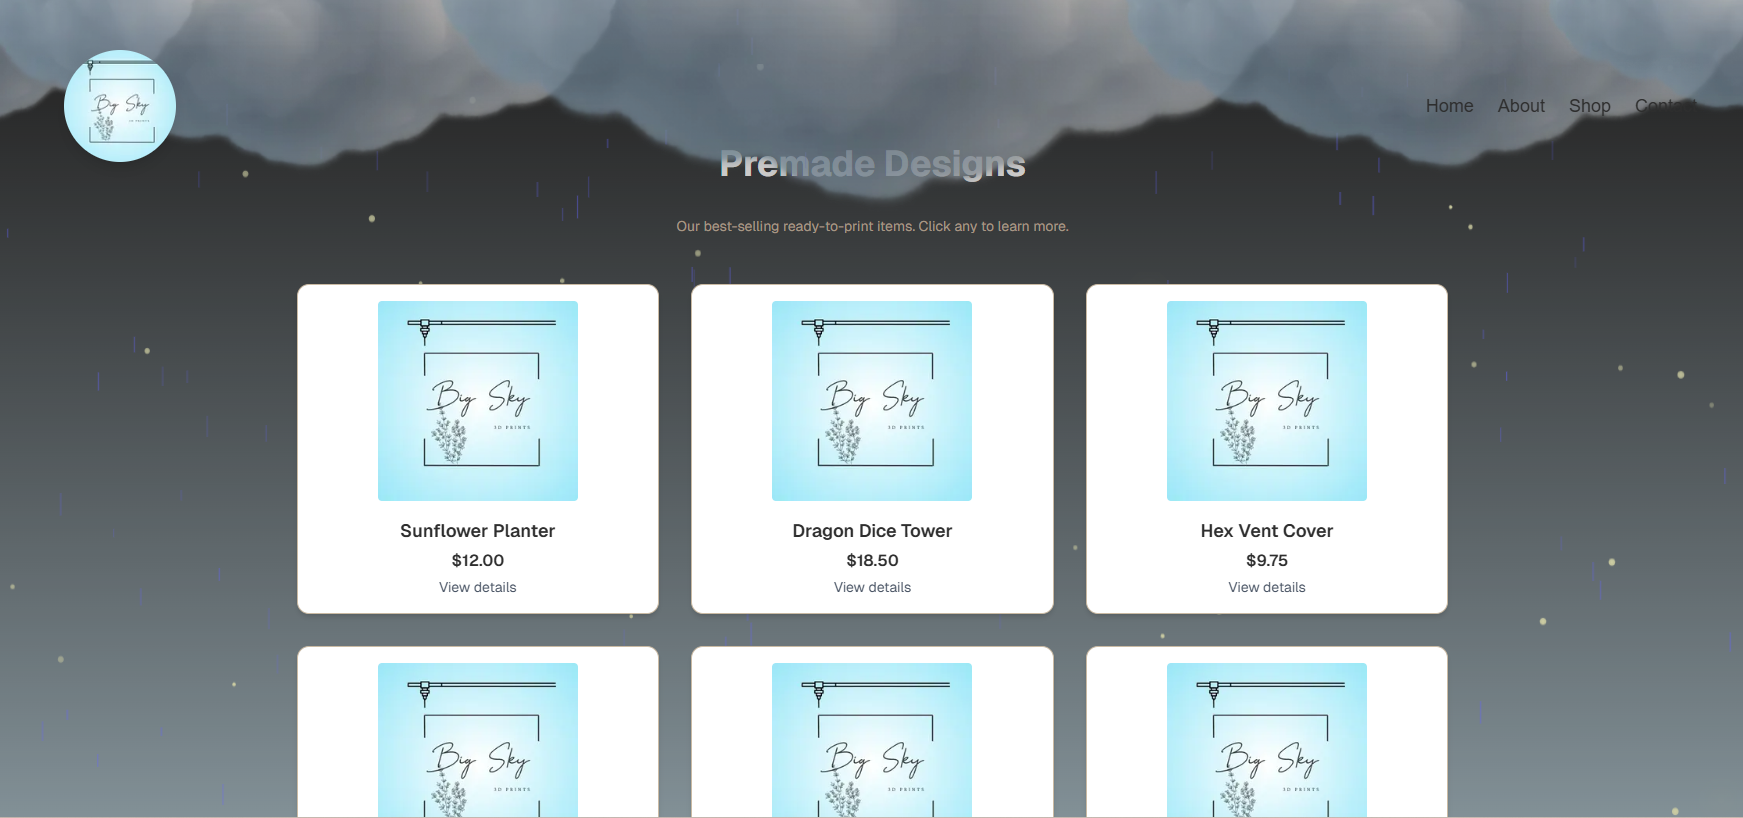 Big Sky
3D PRINTS
Home About Shop Contact
Premade Designs
Our best-selling ready-to-print items. Click any to learn more.
Big Sky
3D PRINTS
Big Sky
3D PRINTS
Big Sky
3D PRINTS
Sunflower Planter
$12.00
View details
Dragon Dice Tower
$18.50
View details
Hex Vent Cover
$9.75
View details
Big Sky
3D PRINTS
Big Sky
3D PRINTS
Big Sky
3D PRINTS